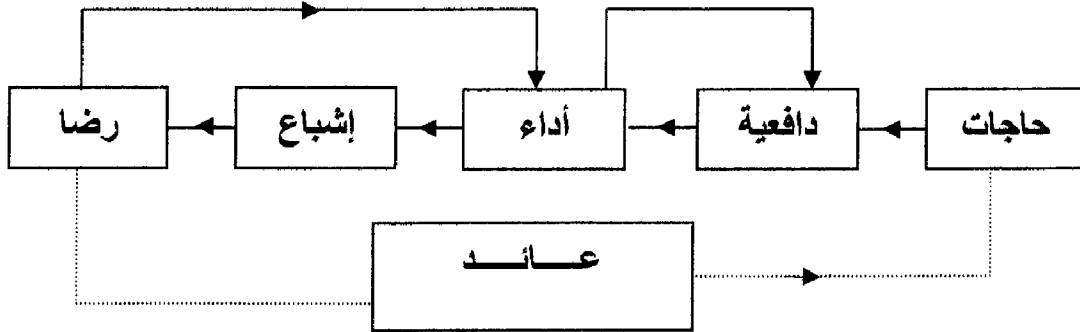 حاجات
دافعية
أداء
إشباع
رضا
عائد